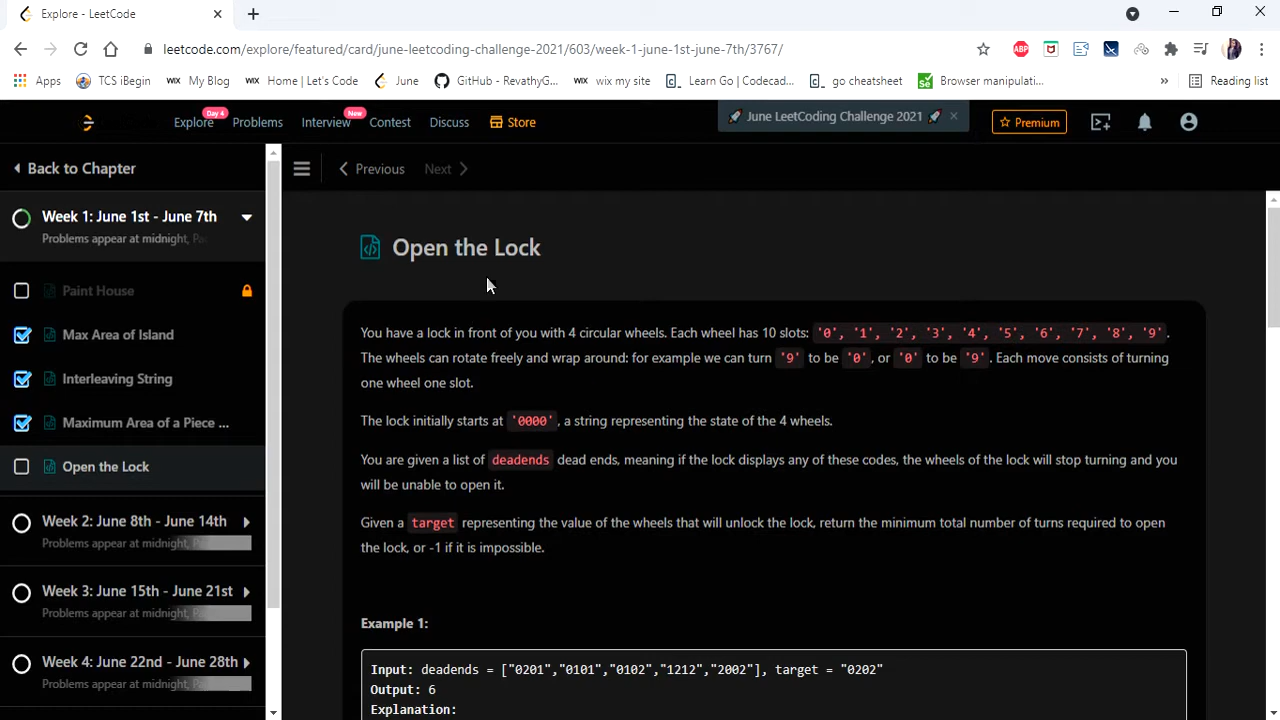 Explore - LeetCode
leetcode.com/explore/featured/card/june-leetcoding-challenge-2021/603/week-1-june-1st-june-7th/3767/
ABP
Apps TCS iBegin WIX My Blog WIX Home | Let's Code June GitHub - RevathyG... WIX wix my site Learn Go | Codecad... go cheatsheet Browser manipulati... » Reading list
Day 4 New
Explore Problems Interview Contest Discuss Store June LeetCoding Challenge 2021 × Premium
Back to Chapter
Previous Next
Week 1: June 1st - June 7th
Problems appear at midnight,
Paint House
Max Area of Island
Interleaving String
Maximum Area of a Piece ...
Open the Lock
Week 2: June 8th - June 14th
Problems appear at midnight,
Week 3: June 15th - June 21st
Problems appear at midnight,
Week 4: June 22nd - June 28th
Problems appear at midnight,
Open the Lock
You have a lock in front of you with 4 circular wheels. Each wheel has 10 slots: '0', '1', '2', '3', '4', '5', '6', '7', '8', '9'.
The wheels can rotate freely and wrap around: for example we can turn '9' to be '0', or '0' to be '9'. Each move consists of turning
one wheel one slot.
The lock initially starts at '0000', a string representing the state of the 4 wheels.
You are given a list of deadends dead ends, meaning if the lock displays any of these codes, the wheels of the lock will stop turning and you
will be unable to open it.
Given a target representing the value of the wheels that will unlock the lock, return the minimum total number of turns required to open
the lock, or -1 if it is impossible.
Example 1:
Input: deadends = ["0201","0101","0102","1212","2002"], target = "0202"
Output: 6
Explanation: